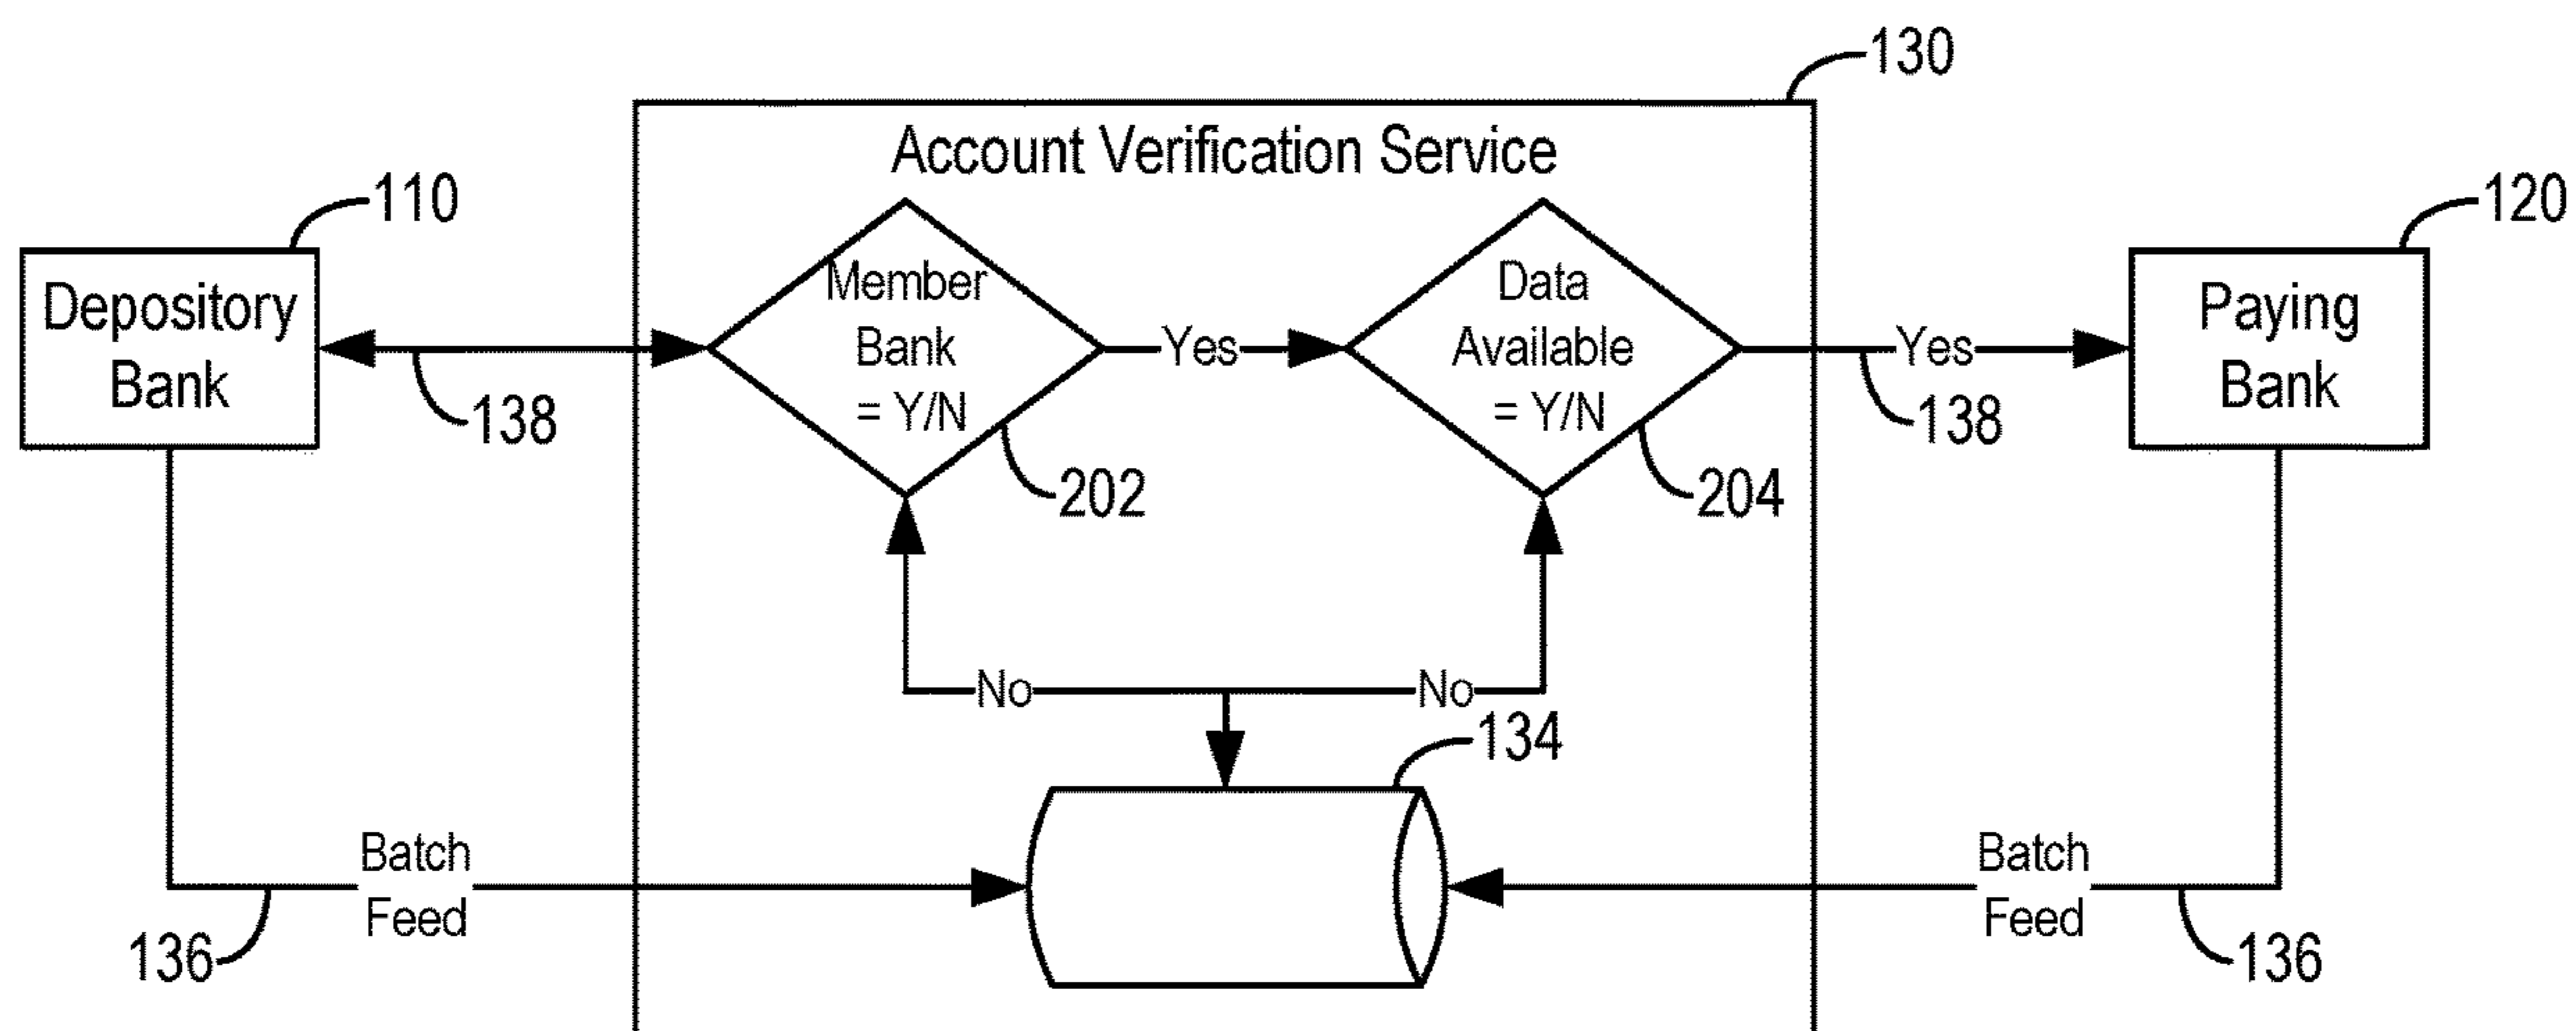 130
Account Verification Service
110
120
Depository
Bank
Member
Bank
= Y/N
Yes
Data
Available
= Y/N
Yes
Paying
Bank
138
138
202
204
No
No
134
Batch
Feed
Batch
Feed
136
136